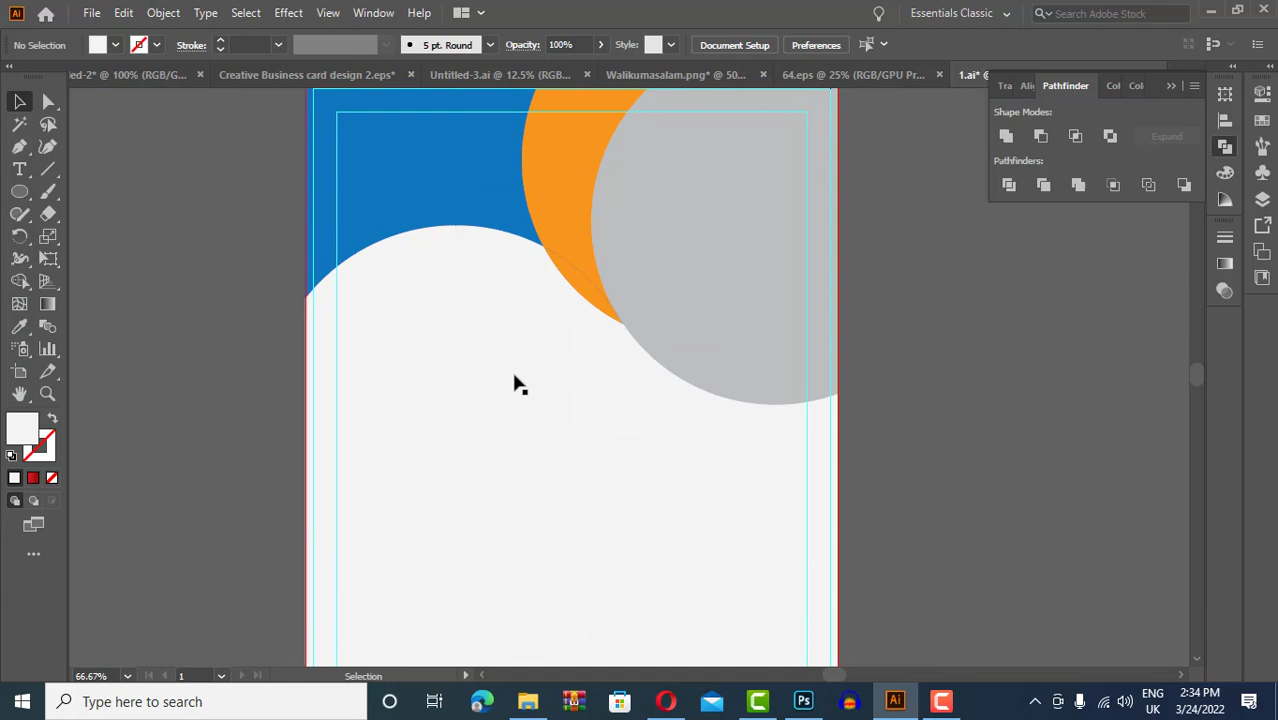 Ai File Edit Object Type Select Effect View Window Help Essentials Classic Search Adobe Stock
No Selection Stroke: 5 pt. Round Opacity: 100% Style: Document Setup Preferences
ed-2* @ 100% (RGB/G... × Creative Business card design 2.eps* × Untitled-3.ai @ 12.5% (RGB... × Walikumasalam.png* @ 50... × 64.eps @ 25% (RGB/GPU Pr... × 1.ai* @
Tra Alig Pathfinder Col Col
Shape Modes:
Expand
Pathfinders:
66.67% 1 Selection
Type here to search Ps Ai ENG 2:34 PM
UK 3/24/2022